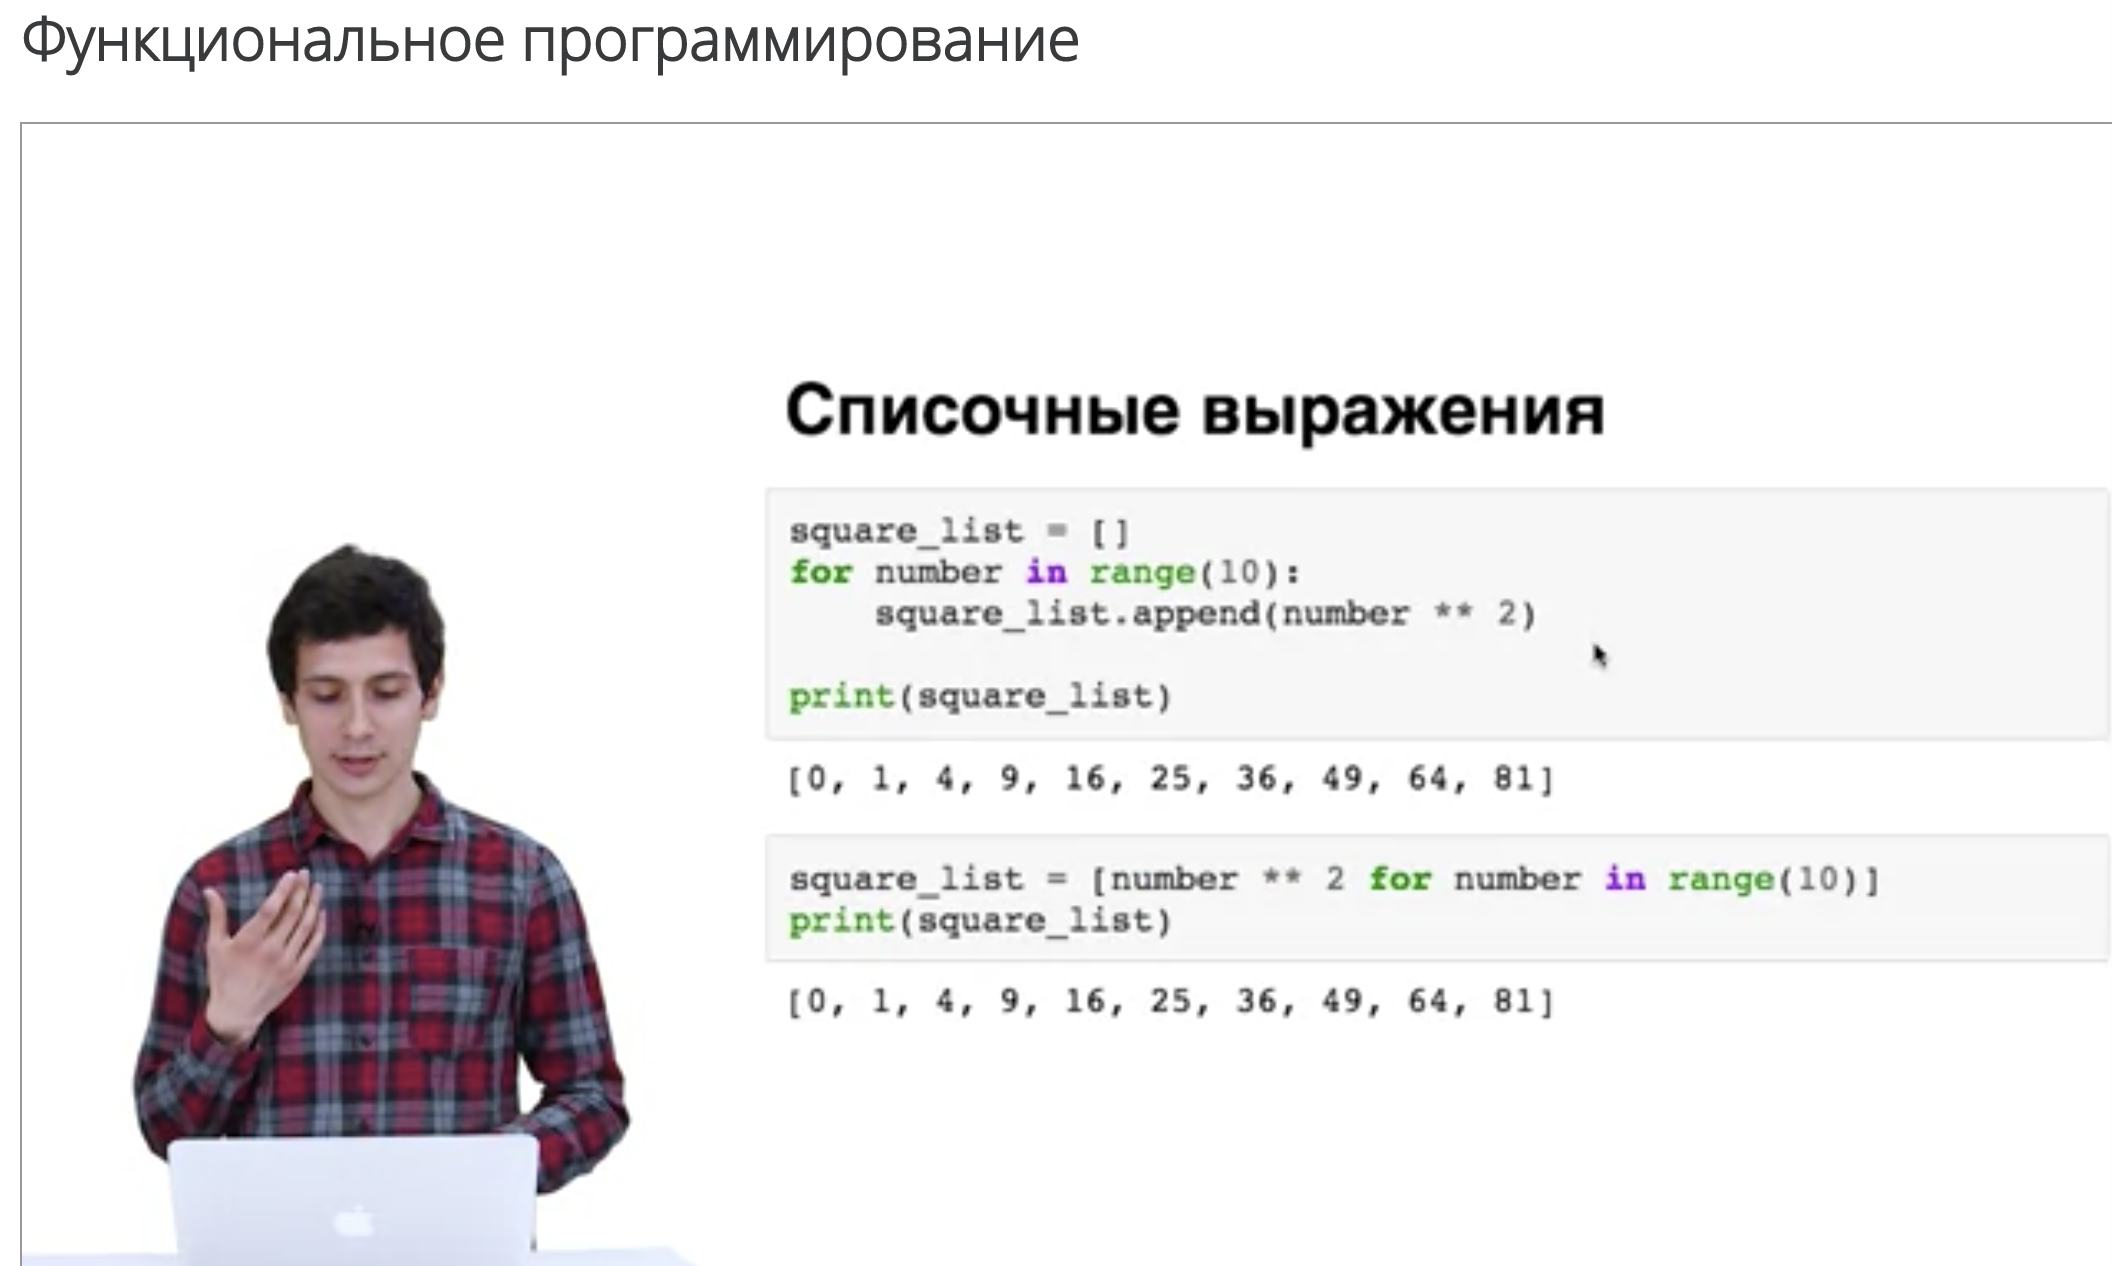 Функциональное программирование
Списочные выражения
square_list = []
for number in range(10):
    square_list.append(number ** 2)
print(square_list)
[0, 1, 4, 9, 16, 25, 36, 49, 64, 81]
square_list = [number ** 2 for number in range(10)]
print(square_list)
[0, 1, 4, 9, 16, 25, 36, 49, 64, 81]